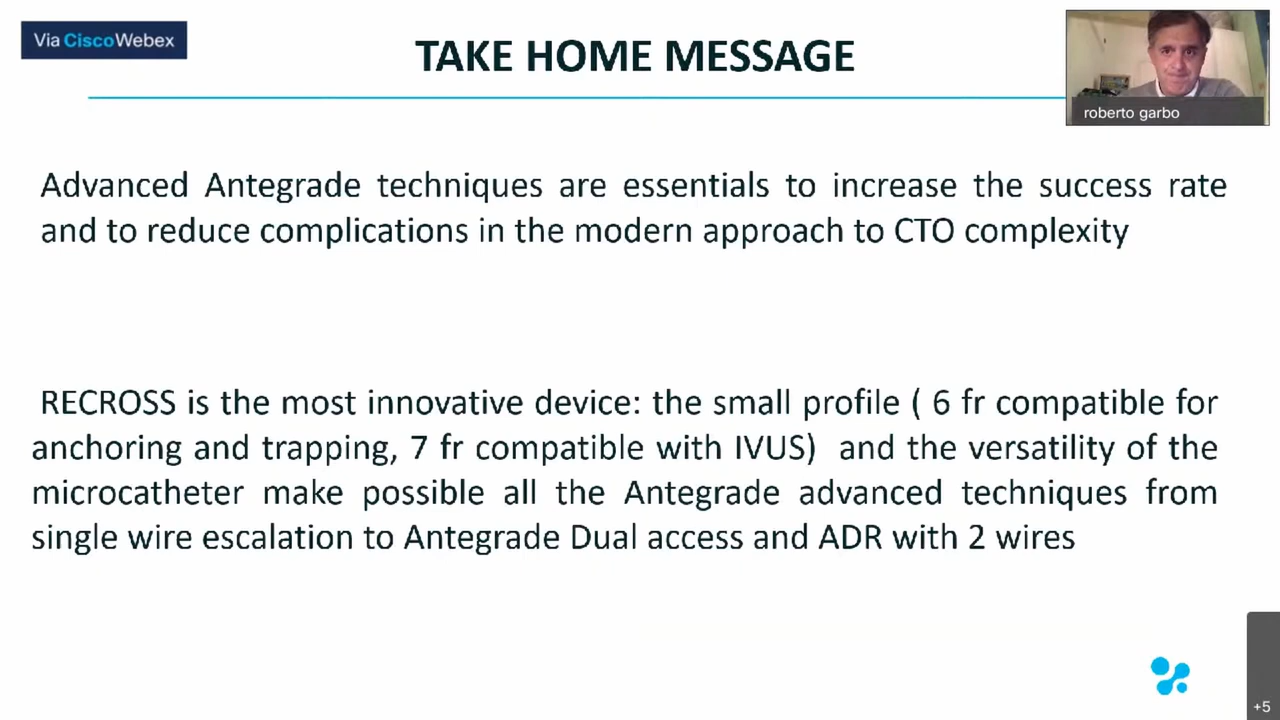 Via CiscoWebex
TAKE HOME MESSAGE
roberto garbo
Advanced Antegrade techniques are essentials to increase the success rate
and to reduce complications in the modern approach to CTO complexity
RECROSS is the most innovative device: the small profile ( 6 fr compatible for
anchoring and trapping, 7 fr compatible with IVUS) and the versatility of the
microcatheter make possible all the Antegrade advanced techniques from
single wire escalation to Antegrade Dual access and ADR with 2 wires
+5